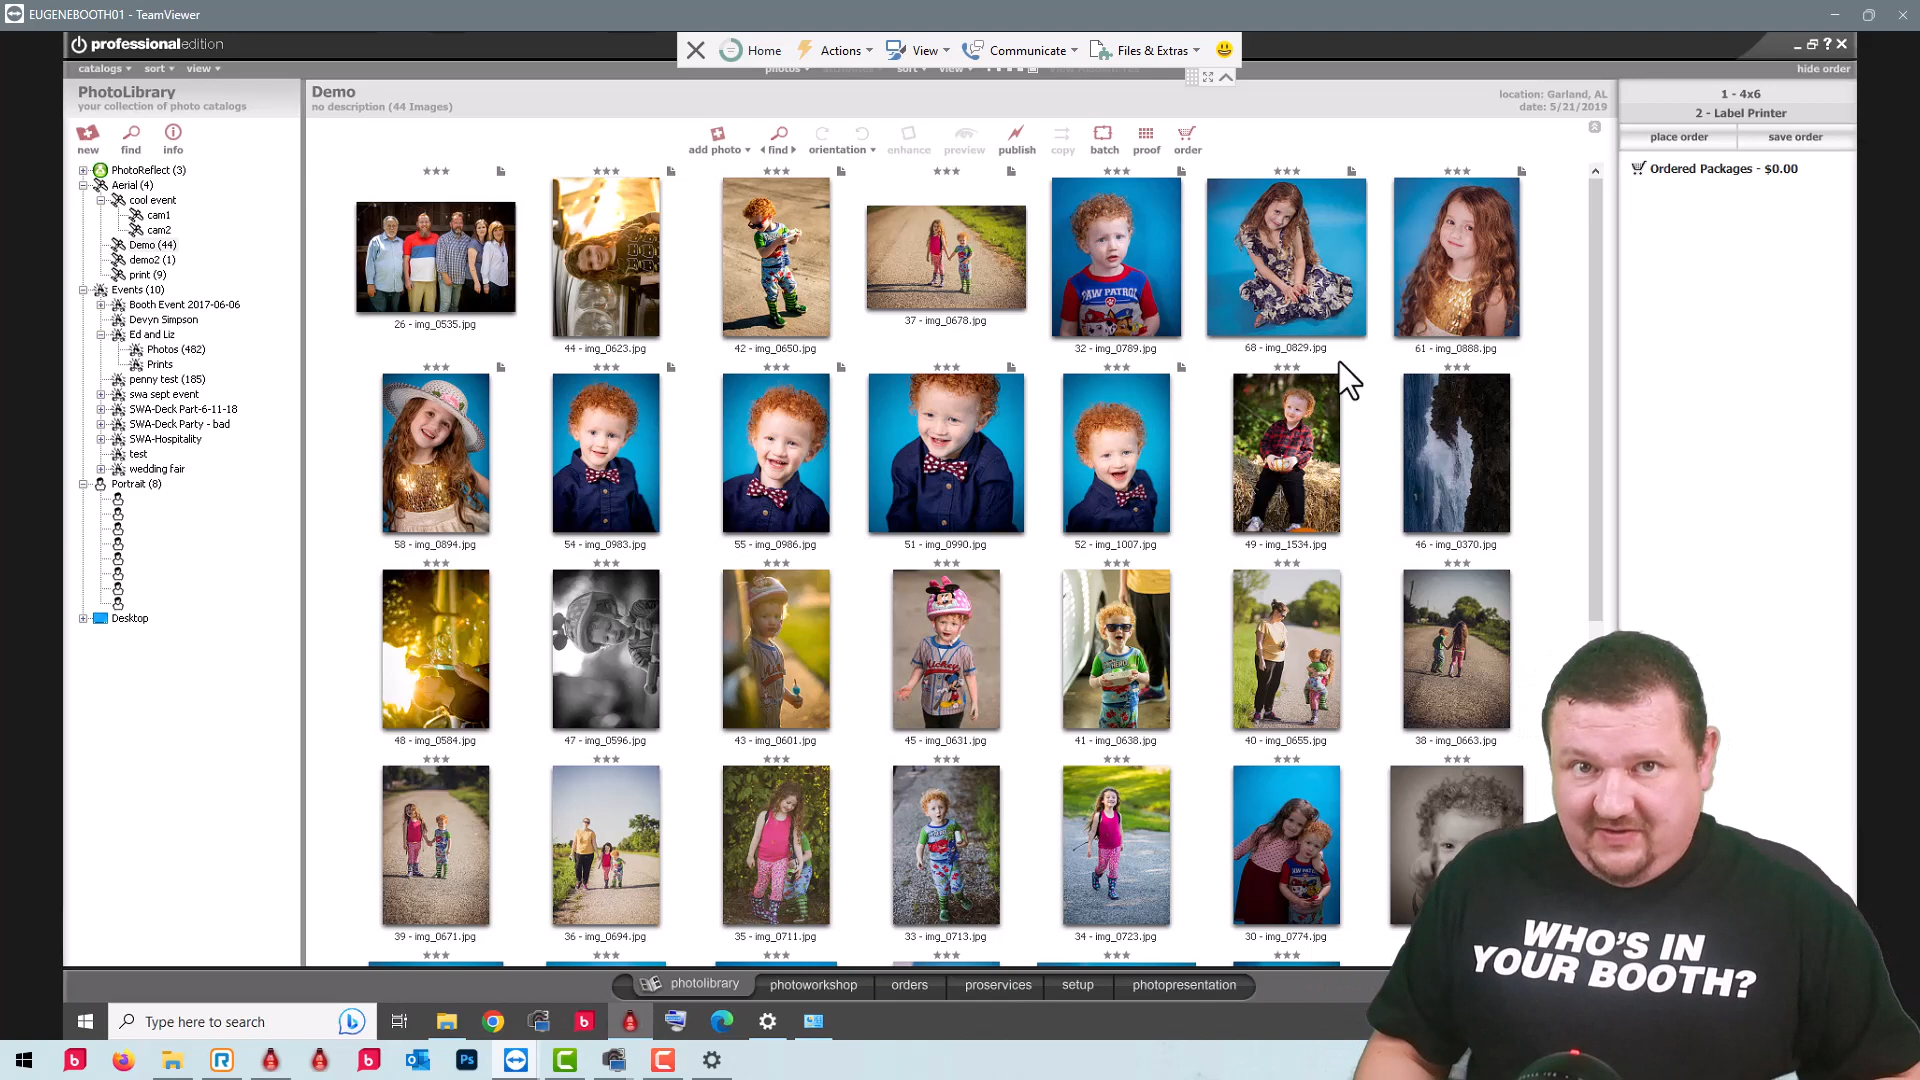 EUGENEBOOTH01 - TeamViewer
professionaledition
Home
Actions
View
Communicate
Files & Extras
catalogs
sort
view
photos
sort
view
hide order
PhotoLibrary
your collection of photo catalogs
new
find
info
PhotoReflect (3)
Aerial (4)
cool event
cam1
cam2
Demo (44)
demo2 (1)
print (9)
Events (10)
Booth Event 2017-06-06
Devyn Simpson
Ed and Liz
Photos (482)
Prints
penny test (185)
swa sept event
SWA-Deck Part-6-11-18
SWA-Deck Party - bad
SWA-Hospitality
test
wedding fair
Portrait (8)
Desktop
Demo
no description (44 Images)
location: Garland, AL
date: 5/21/2019
add photo
find
orientation
enhance
preview
publish
copy
batch
proof
order
26 - img_0535.jpg
44 - img_0623.jpg
42 - img_0650.jpg
37 - img_0678.jpg
PAW PATROL
32 - img_0789.jpg
68 - img_0829.jpg
61 - img_0888.jpg
58 - img_0894.jpg
54 - img_0983.jpg
55 - img_0986.jpg
51 - img_0990.jpg
52 - img_1007.jpg
49 - img_1534.jpg
46 - img_0370.jpg
48 - img_0584.jpg
47 - img_0596.jpg
43 - img_0601.jpg
Mickey
45 - img_0631.jpg
HERO
41 - img_0638.jpg
40 - img_0655.jpg
38 - img_0663.jpg
39 - img_0671.jpg
36 - img_0694.jpg
35 - img_0711.jpg
33 - img_0713.jpg
34 - img_0723.jpg
30 - img_0774.jpg
1 - 4x6
2 - Label Printer
place order
save order
Ordered Packages - $0.00
photolibrary
photoworkshop
orders
proservices
setup
photopresentation
Type here to search
WHO'S IN
YOUR BOOTH?